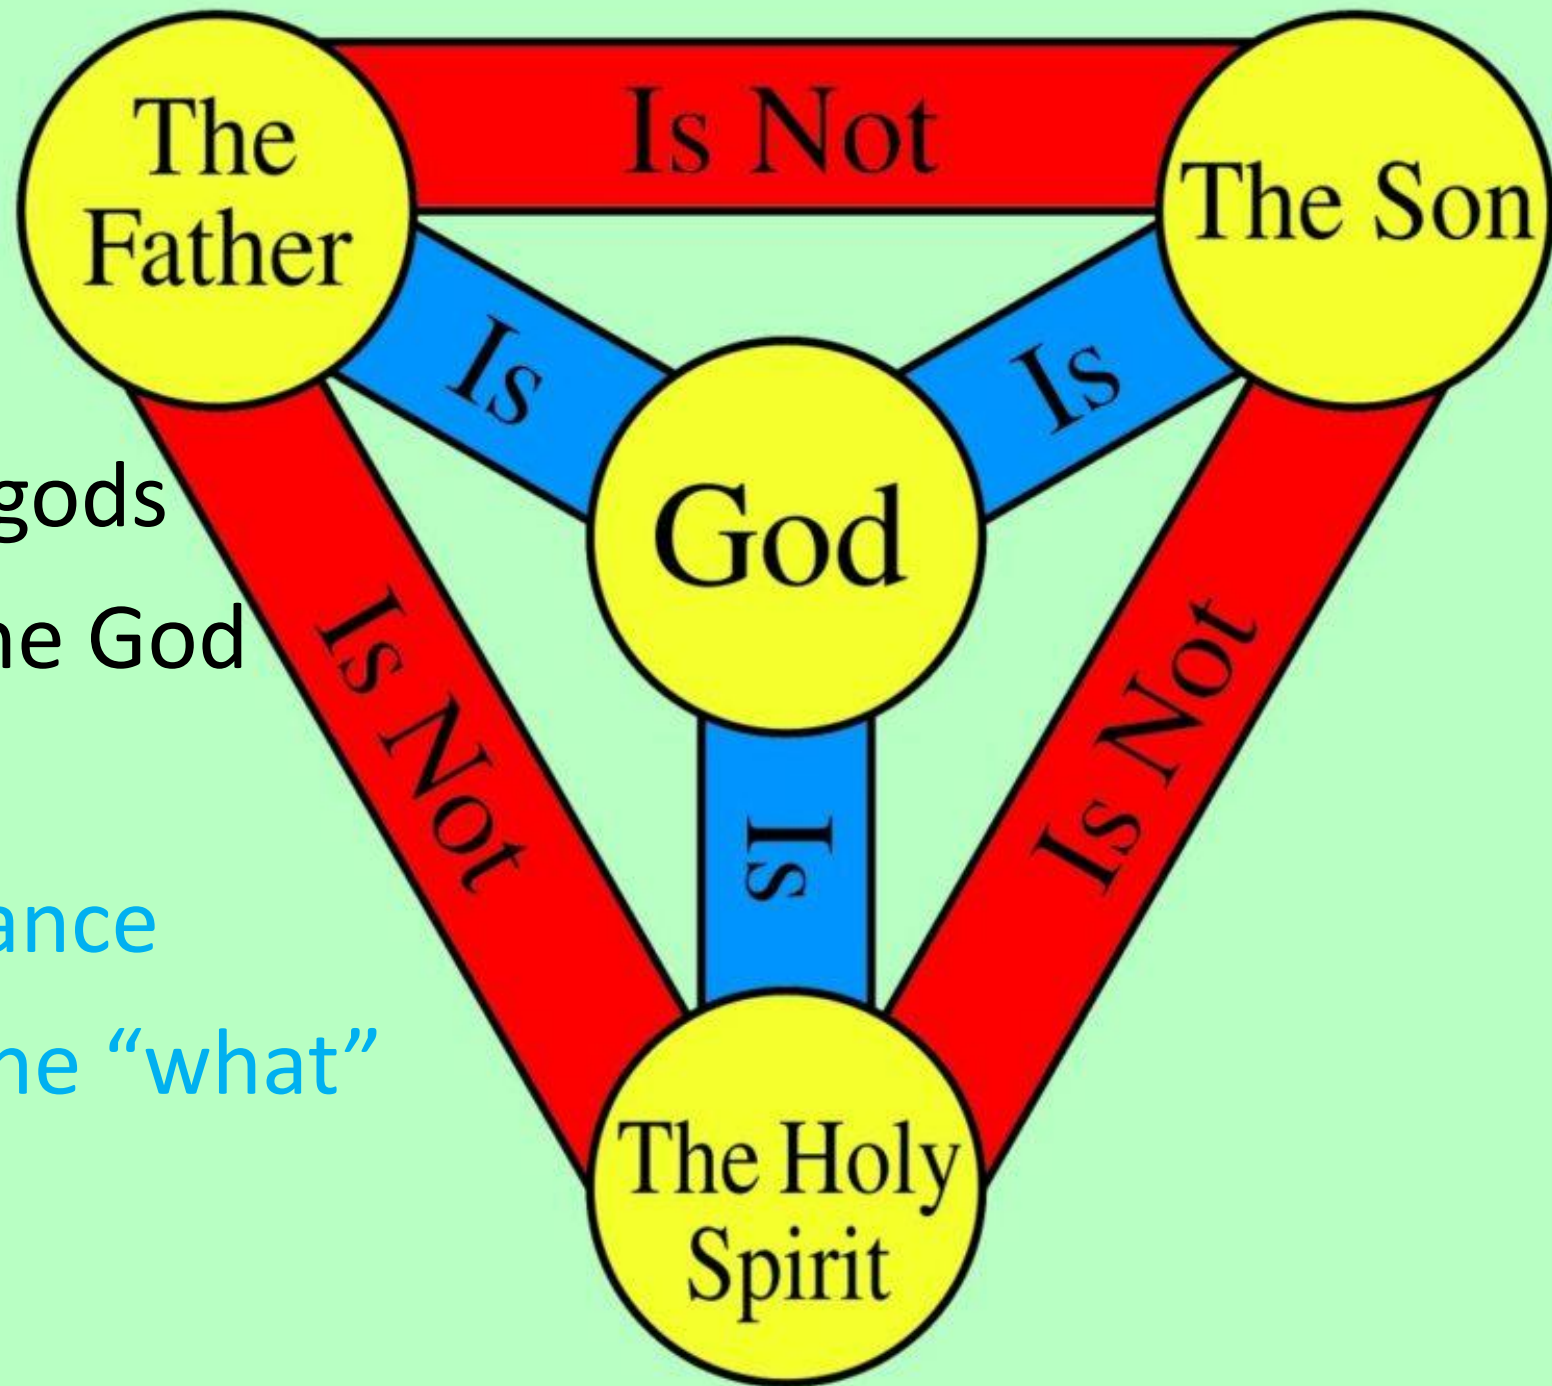 The
Father
Is Not
The Son
Is
Is
God
gods
ne God
Is Not
Is Not
Is
ance
ne “what”
The Holy
Spirit